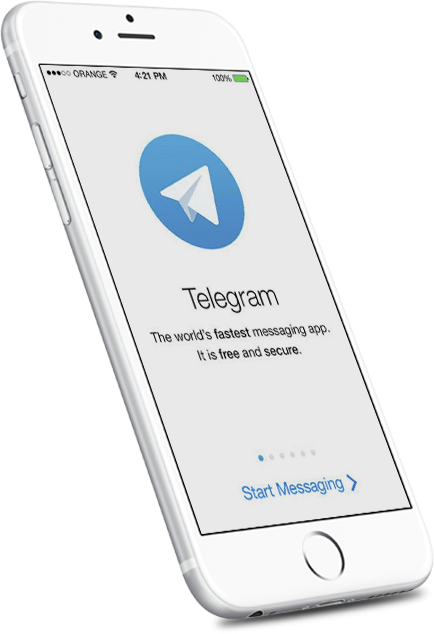 ORANGE 4:21 PM 100%
Telegram
The world's fastest messaging app.
It is free and secure.
Start Messaging